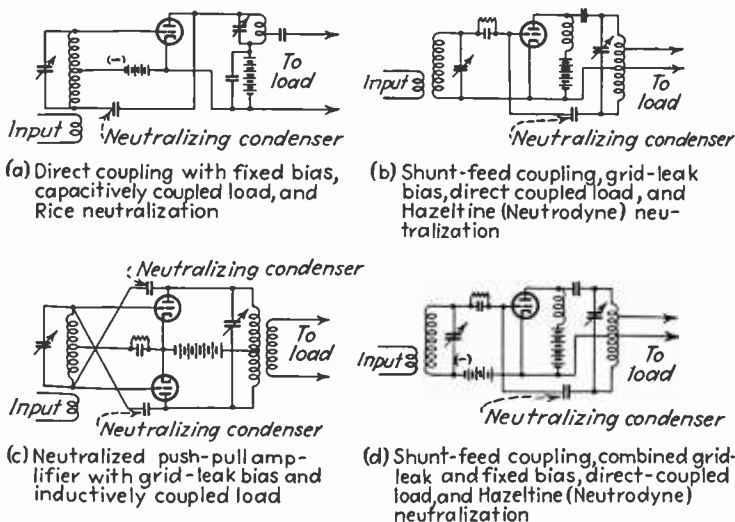 (-)
To
load
Input
Neutralizing condenser
(a) Direct coupling with fixed bias,
capacitively coupled load, and
Rice neutralization
To
load
Input
Neutralizing condenser
(b) Shunt-feed coupling, grid-leak
bias, direct coupled load, and
Hazeltine (Neutrodyne) neu-
tralization
Neutralizing condenser
To
load
Input
Neutralizing condenser
(c) Neutralized push-pull amp-
lifier with grid-leak bias and
inductively coupled load
(-)
To
load
Input
Neutralizing condenser
(d) Shunt-feed coupling, combined grid-
leak and fixed bias, direct-coupled
load, and Hazeltine (Neutrodyne)
neutralization